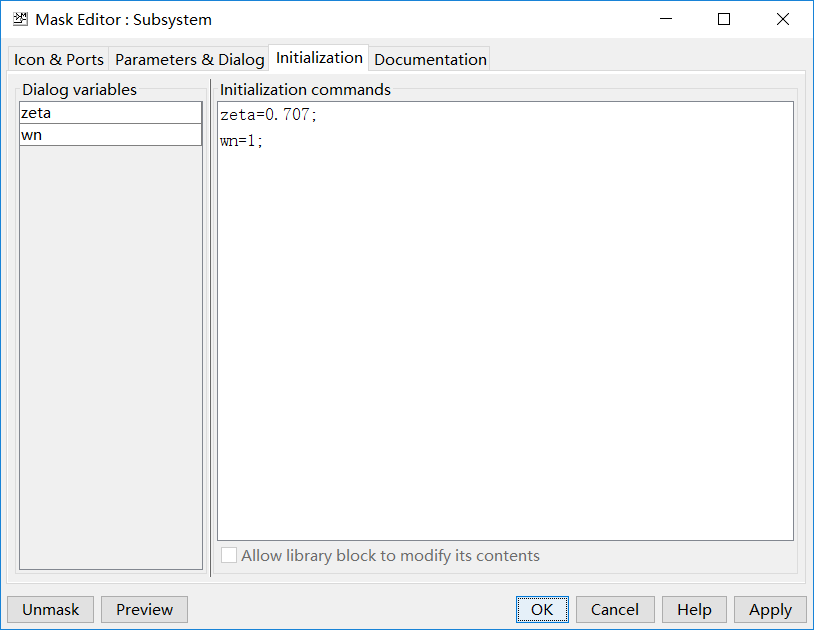 Mask Editor : Subsystem
Icon & Ports
Parameters & Dialog
Initialization
Documentation
Dialog variables
zeta
wn
Initialization commands
zeta=0.707;
wn=1;
Allow library block to modify its contents
Unmask
Preview
OK
Cancel
Help
Apply